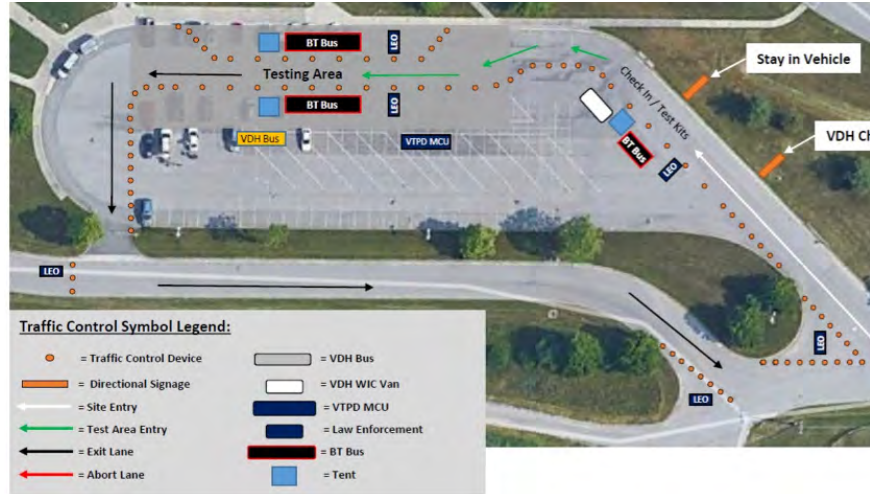 LEO
BT Bus
Stay in Vehicle
Testing Area
Check In / Test Kits
BT Bus
LEO
VDH Bus
VTPD MCU
BT Bus
LEO
VDH Ch
LEO
LEO
LEO
Traffic Control Symbol Legend:
= Traffic Control Device
= VDH Bus
= Directional Signage
= VDH WIC Van
= Site Entry
= VTPD MCU
= Test Area Entry
= Law Enforcement
= Exit Lane
= BT Bus
= Abort Lane
= Tent